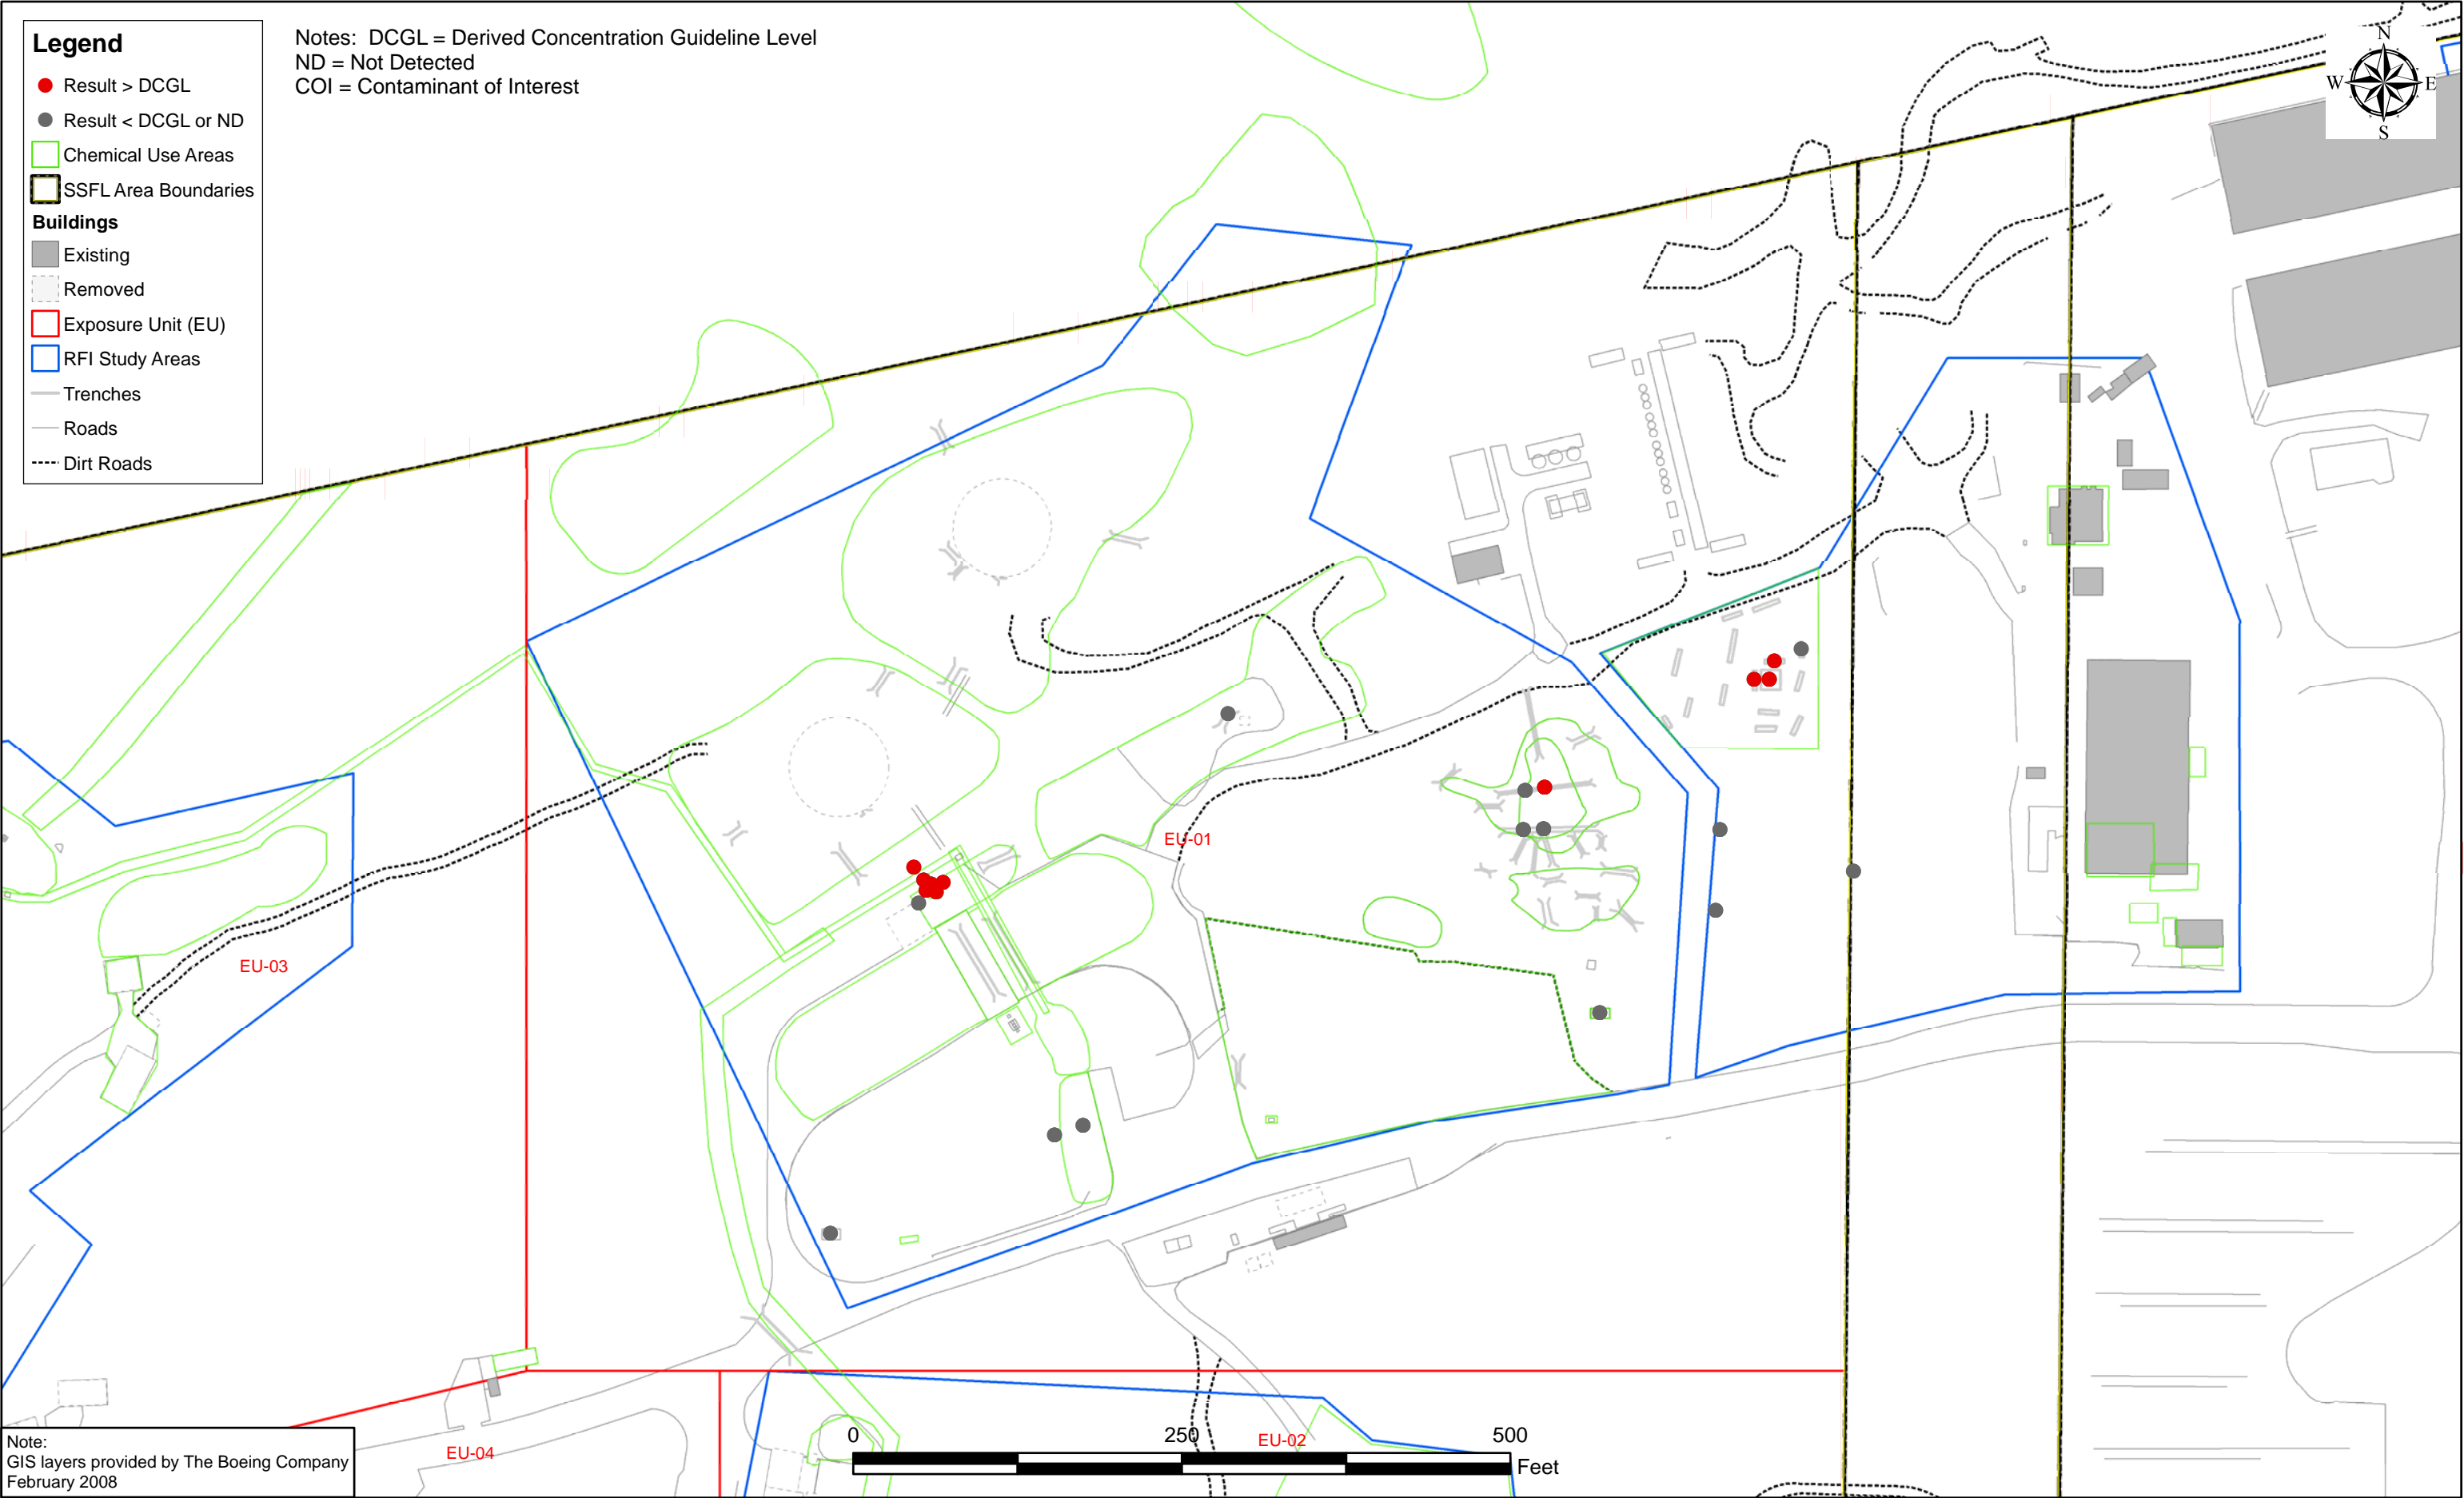 Legend
Result > DCGL
Result < DCGL or ND
Chemical Use Areas
SSFL Area Boundaries
Buildings
Existing
Removed
Exposure Unit (EU)
RFI Study Areas
Trenches
Roads
Dirt Roads
Notes:  DCGL = Derived Concentration Guideline Level
ND = Not Detected
COI = Contaminant of Interest
N
W E
S
EU-01
EU-03
EU-04
EU-02
0 250 500
Feet
Note:
GIS layers provided by The Boeing Company
February 2008